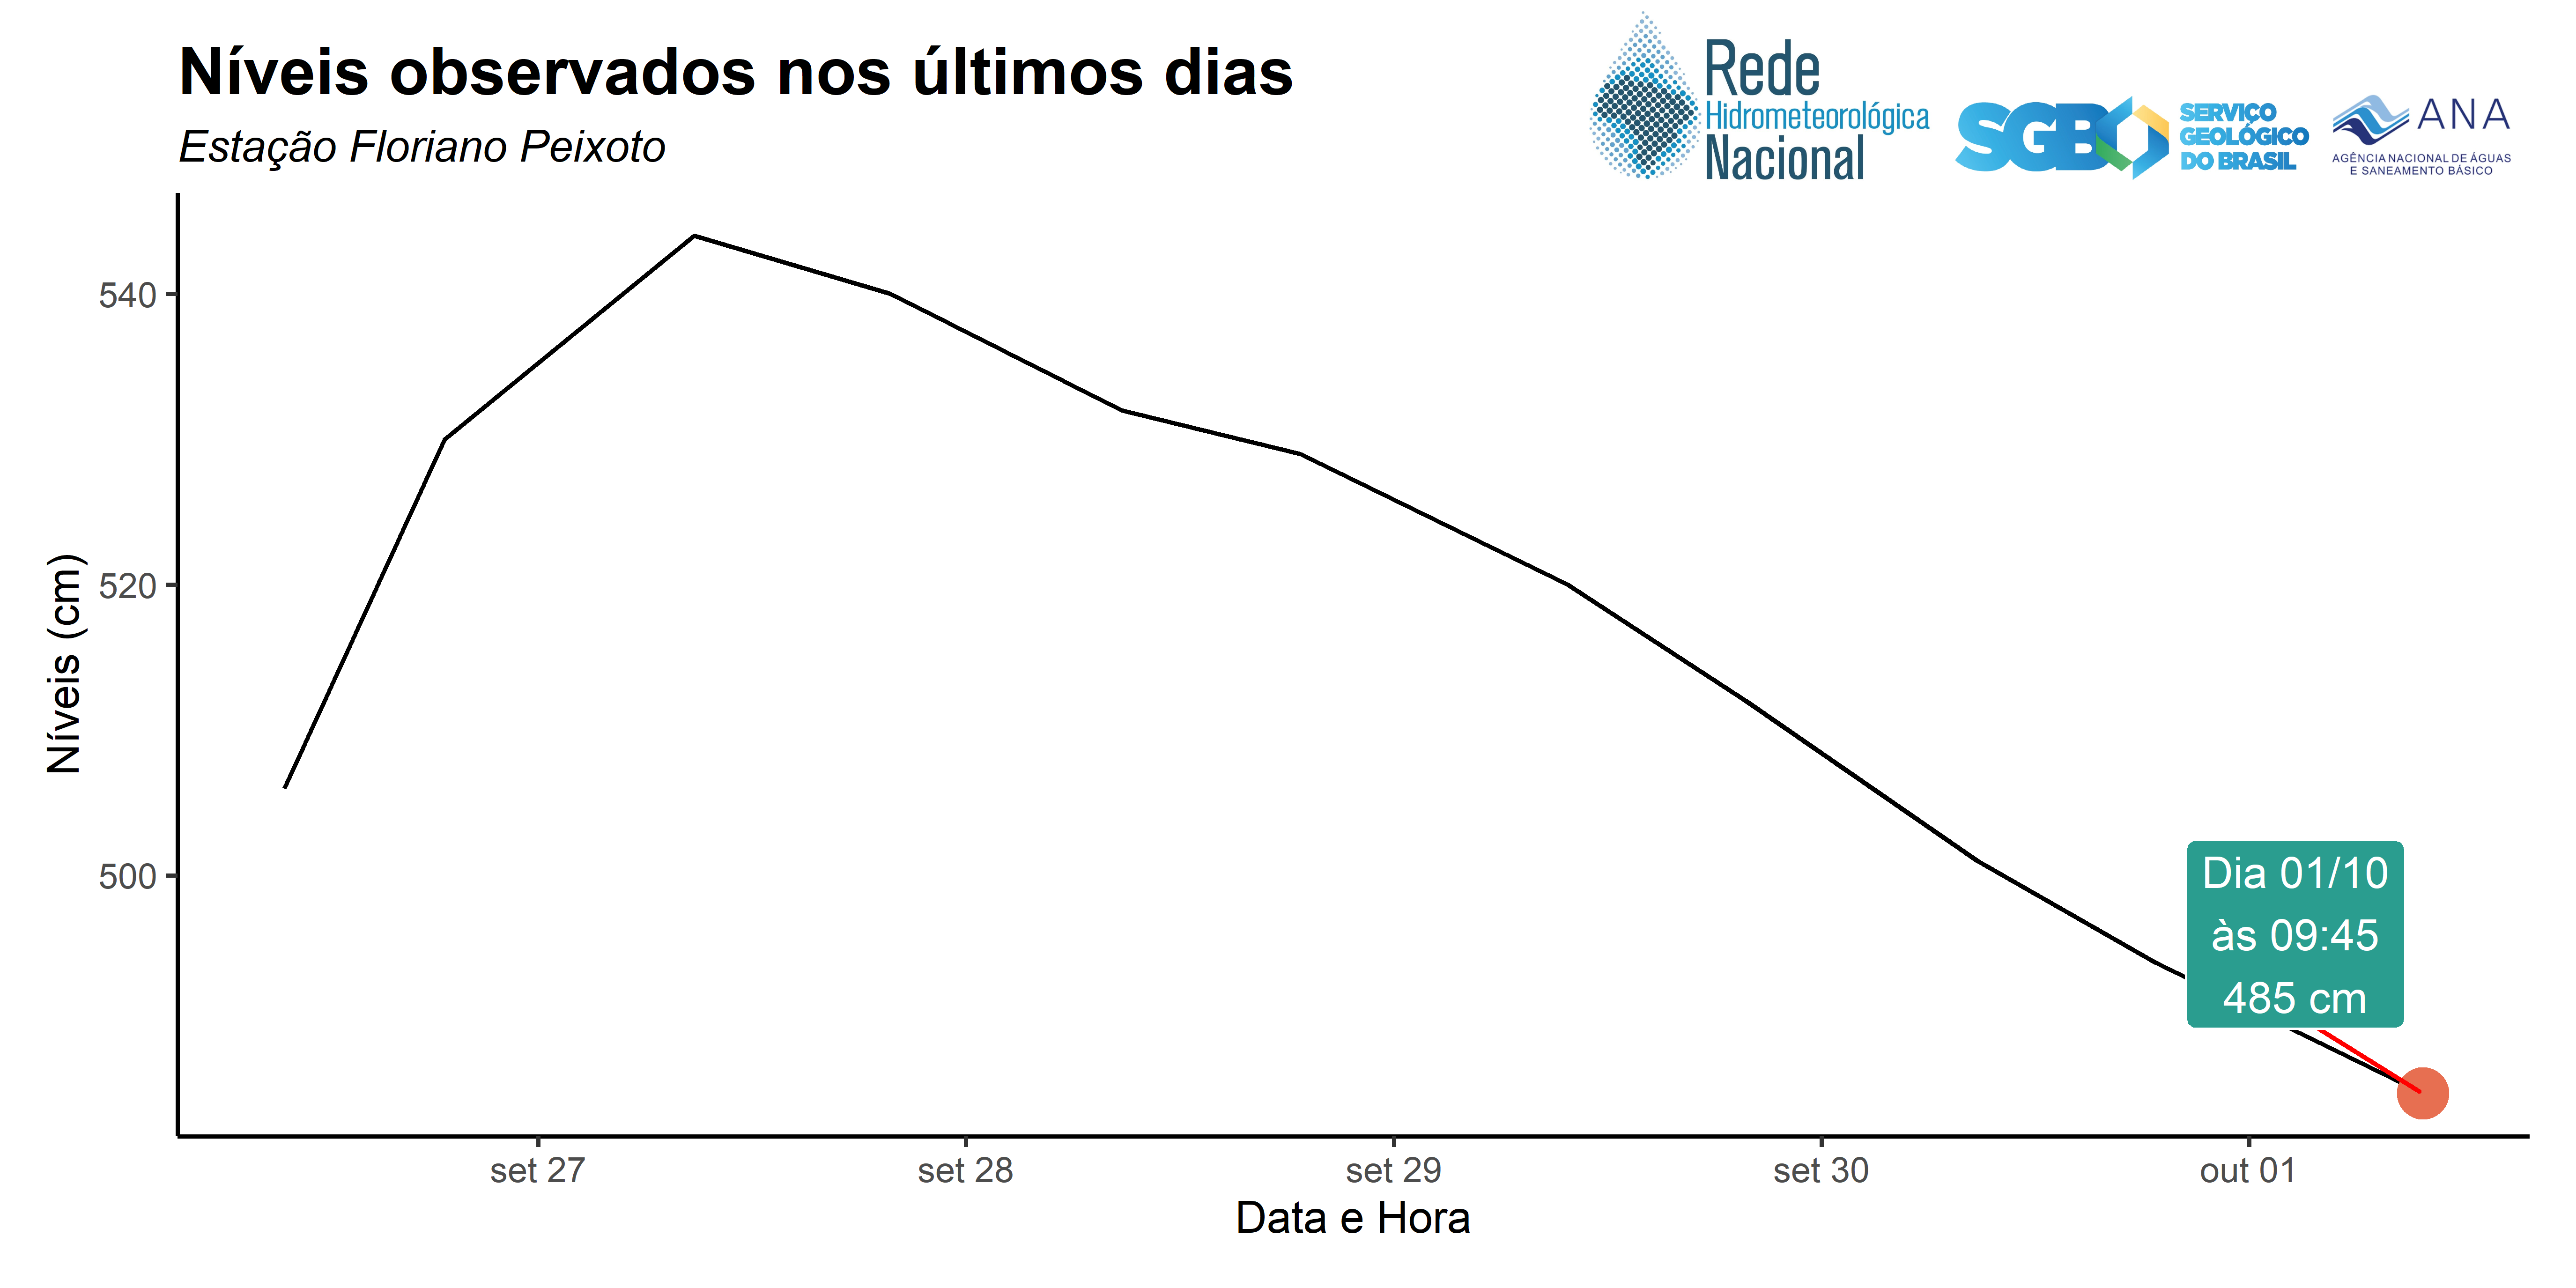 Níveis observados nos últimos dias
Estação Floriano Peixoto
Rede
Hidrometeorológica
Nacional
SGB
SERVIÇO
GEOLÓGICO
DO BRASIL
ANA
AGÊNCIA NACIONAL DE ÁGUAS
E SANEAMENTO BÁSICO
Níveis (cm)
540
520
500
Dia 01/10
às 09:45
485 cm
set 27
set 28
set 29
set 30
out 01
Data e Hora